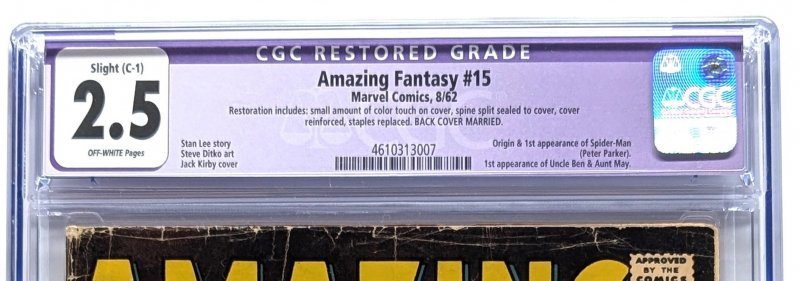 CGC RESTORED GRADE
Slight (C-1)
2.5
OFF-WHITE Pages
Amazing Fantasy #15
Marvel Comics, 8/62
Restoration includes: small amount of color touch on cover, spine split sealed to cover, cover
reinforced, staples replaced. BACK COVER MARRIED.
Stan Lee story
Steve Ditko art
Jack Kirby cover
4610313007
Origin & 1st appearance of Spider-Man
(Peter Parker).
1st appearance of Uncle Ben & Aunt May.
CGC
AMAZING
APPROVED
BY THE
COMICS